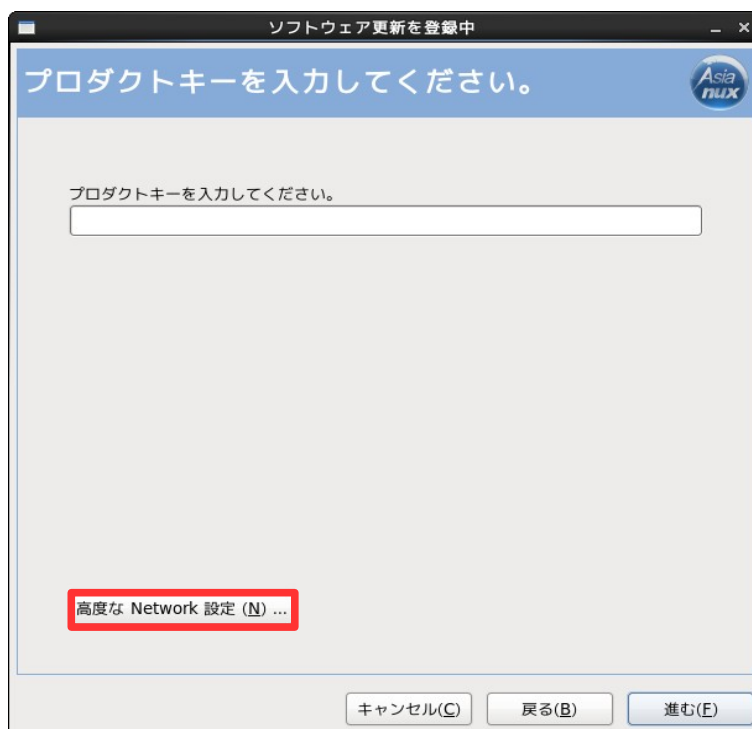 ソフトウェア更新を登録中
プロダクトキーを入力してください。
Asia
nux
プロダクトキーを入力してください。
高度な Network 設定 (N) ...
キャンセル(C) 戻る(B) 進む(F)